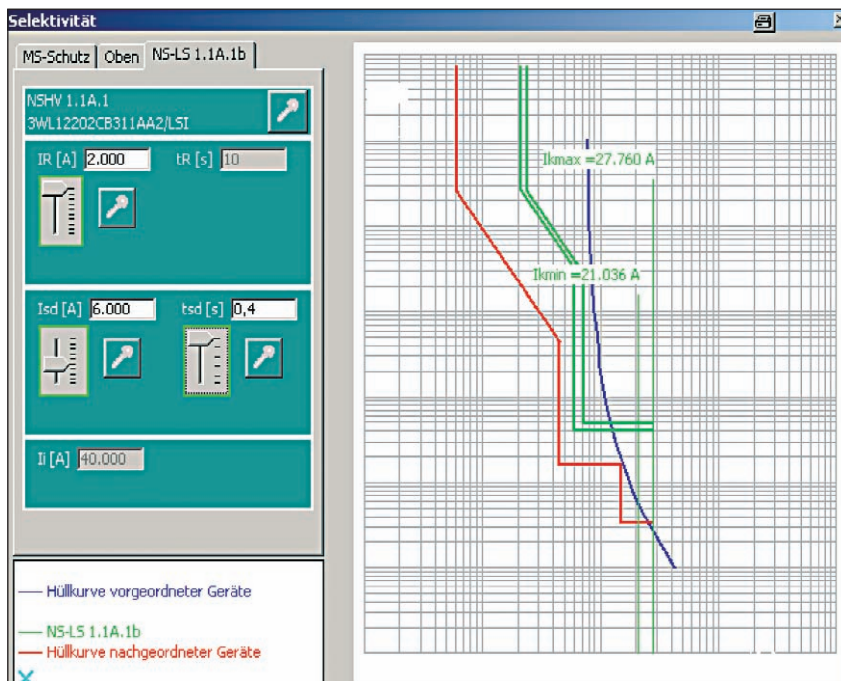 Selektivität
MS-Schutz Oben NS-LS 1.1A.1b
NSHV 1.1A.1
3WL12202CB311AA2/LSI
IR [A] 2.000 tR [s] 10
Isd [A] 6.000 tsd [s] 0,4
Ii [A] 40.000
Ikmax =27.760 A
Ikmin =21.036 A
Hüllkurve vorgeordneter Geräte
NS-LS 1.1A.1b
Hüllkurve nachgeordneter Geräte